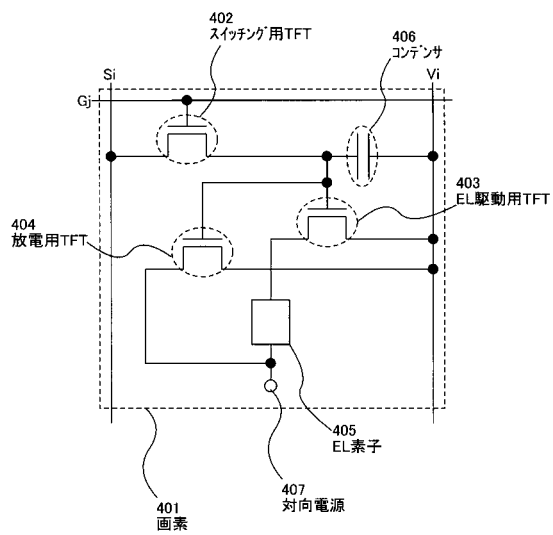 402
スイッチング用TFT
406
コンデンサ
Si
Vi
Gj
403
EL駆動用TFT
404
放電用TFT
405
EL素子
407
対向電源
401
画素